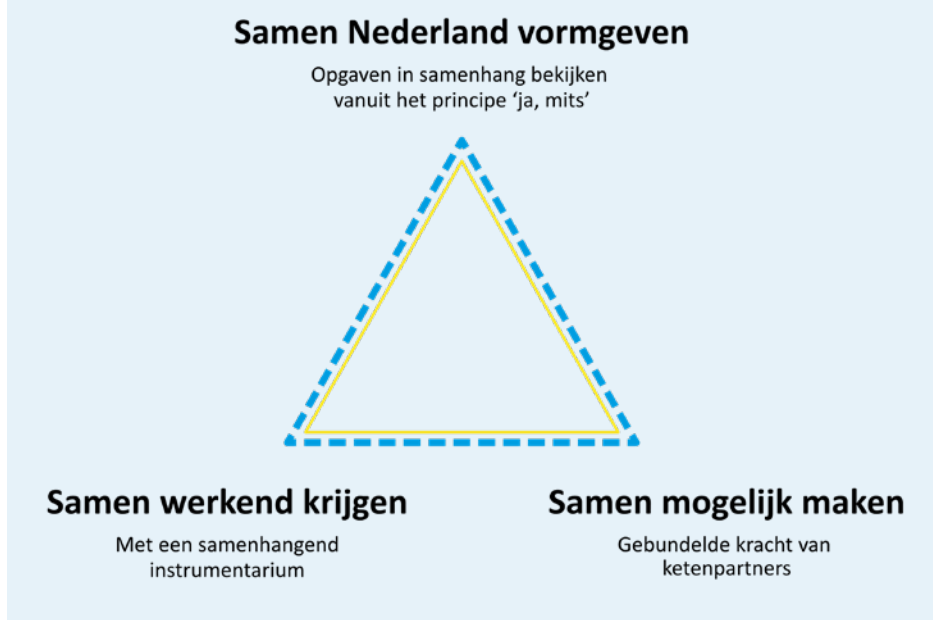 Samen Nederland vormgeven
Opgaven in samenhang bekijken
vanuit het principe ‘ja, mits’
Samen werkend krijgen
Met een samenhangend
instrumentarium
Samen mogelijk maken
Gebundelde kracht van
ketenpartners